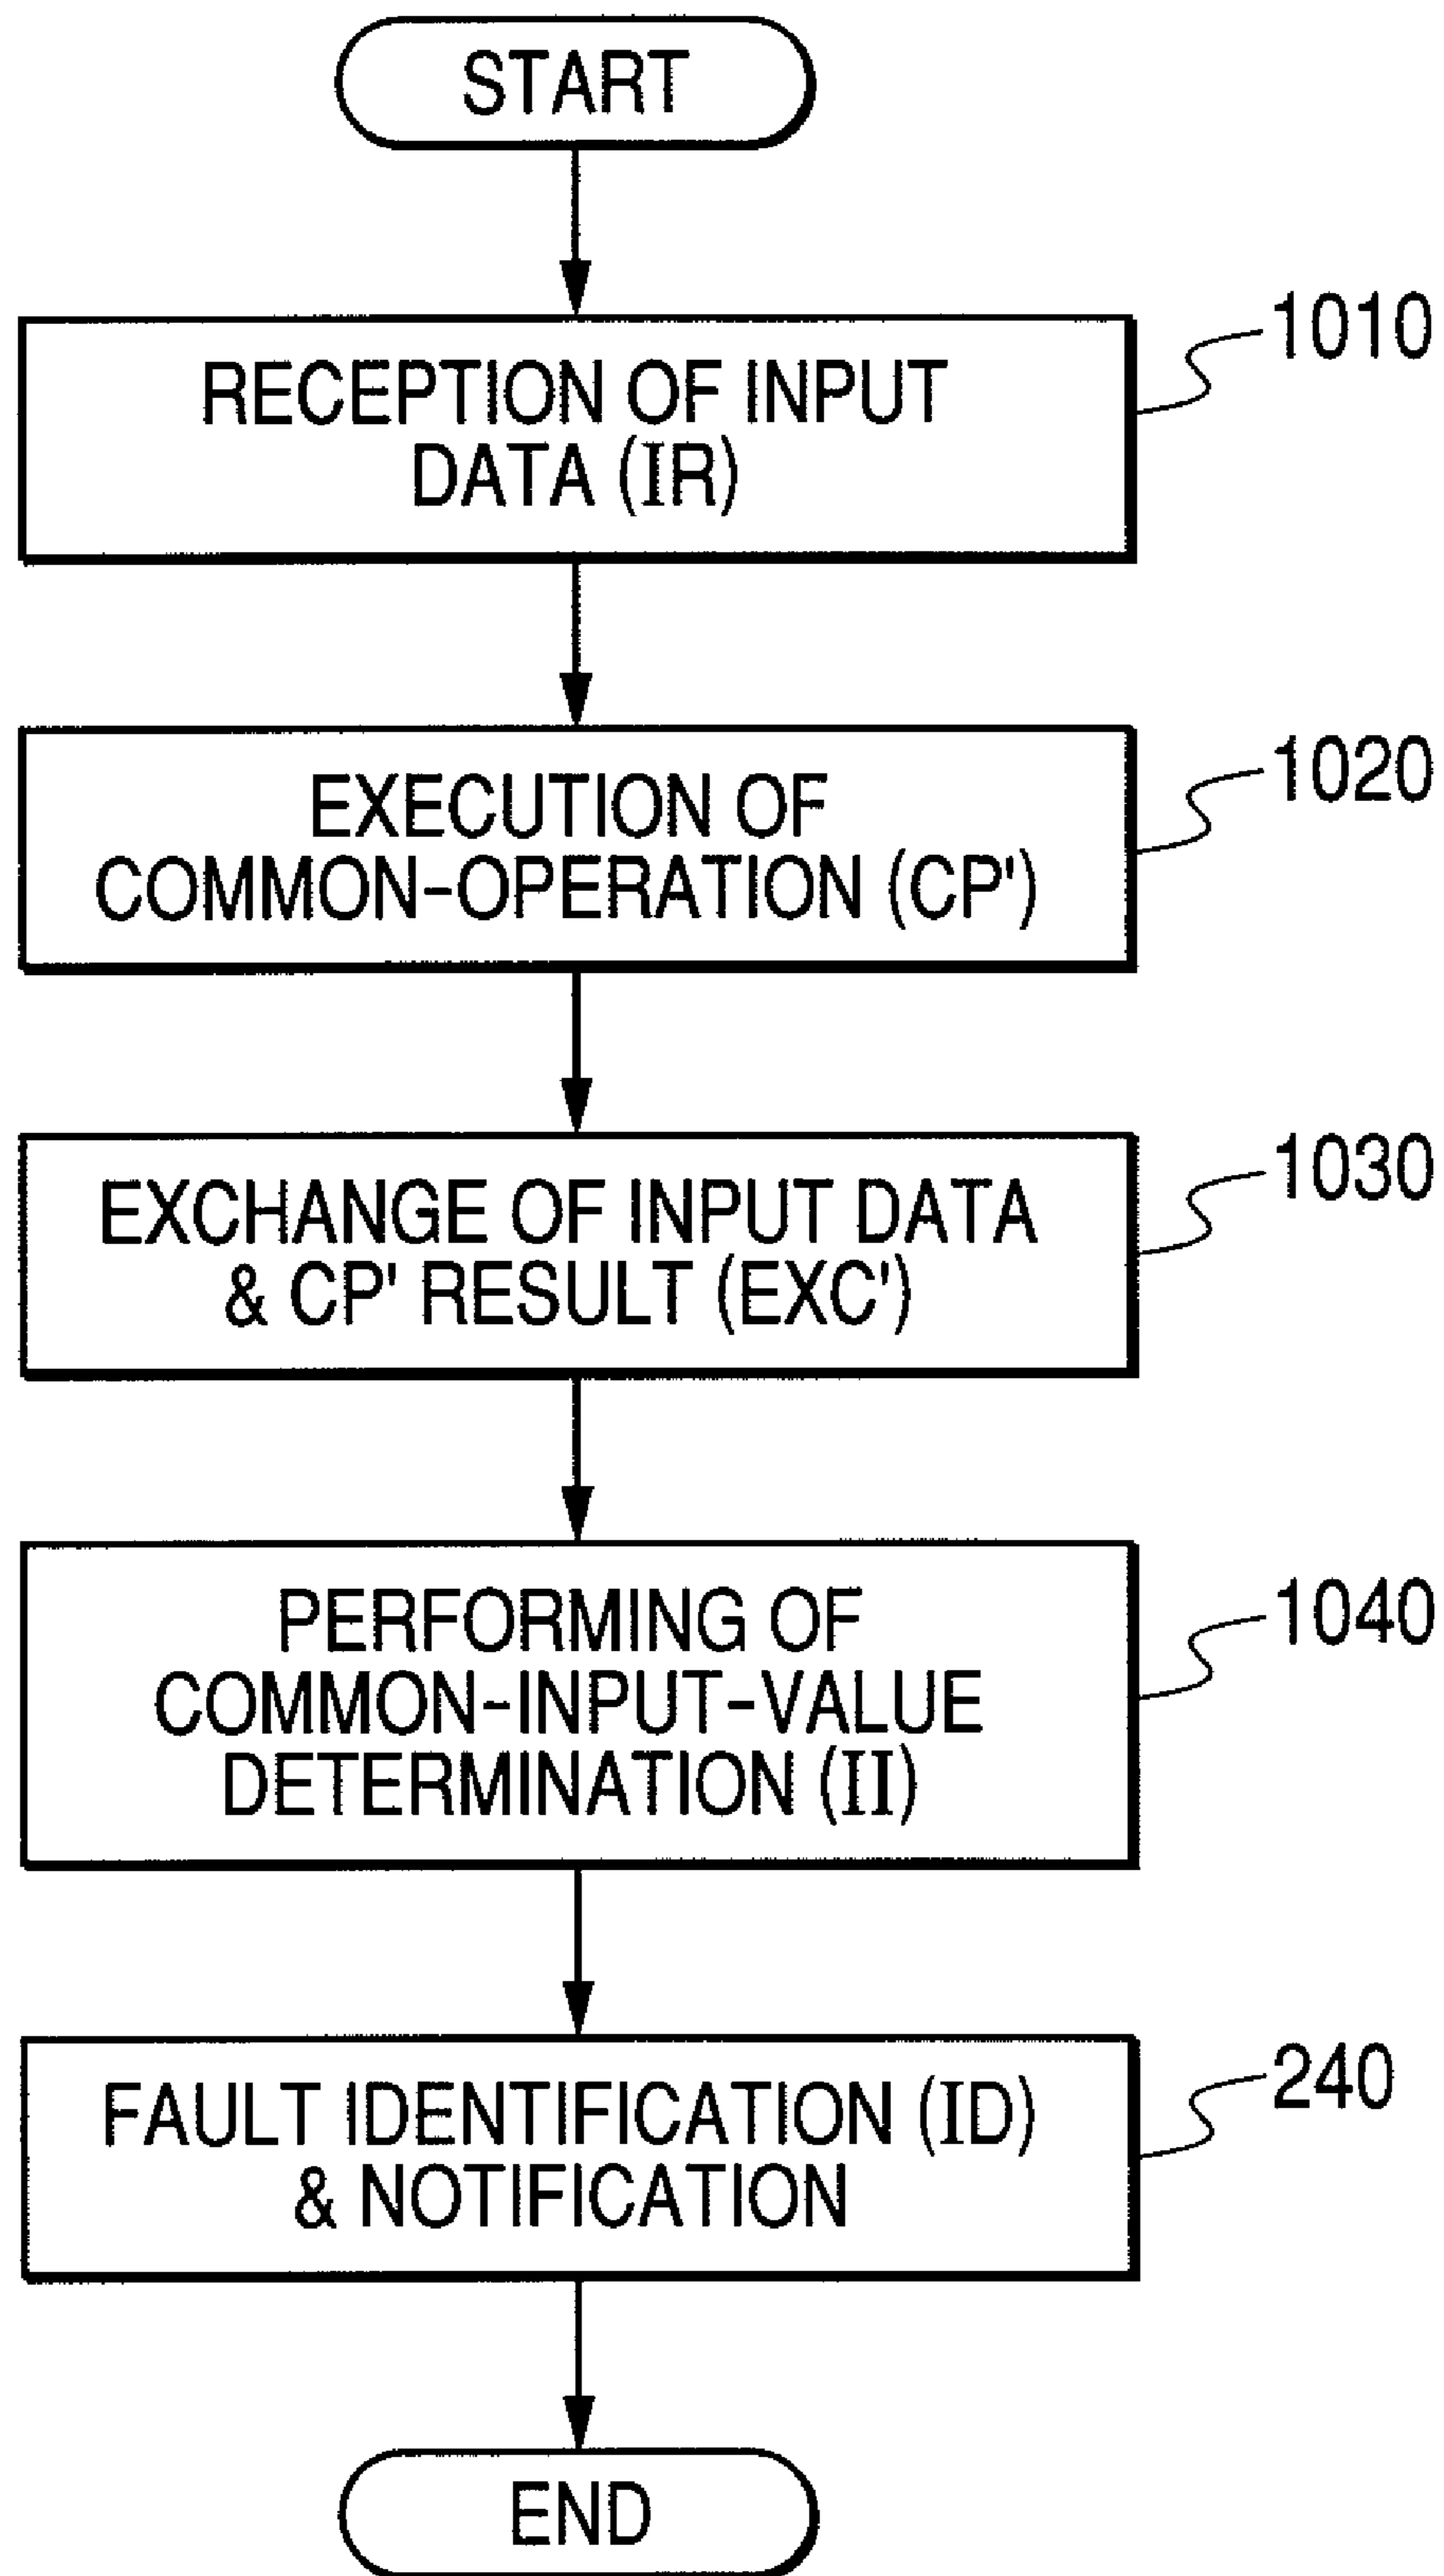 START
1010
RECEPTION OF INPUT
DATA (IR)
1020
EXECUTION OF
COMMON-OPERATION (CP')
1030
EXCHANGE OF INPUT DATA
& CP' RESULT (EXC')
1040
PERFORMING OF
COMMON-INPUT-VALUE
DETERMINATION (II)
240
FAULT IDENTIFICATION (ID)
& NOTIFICATION
END